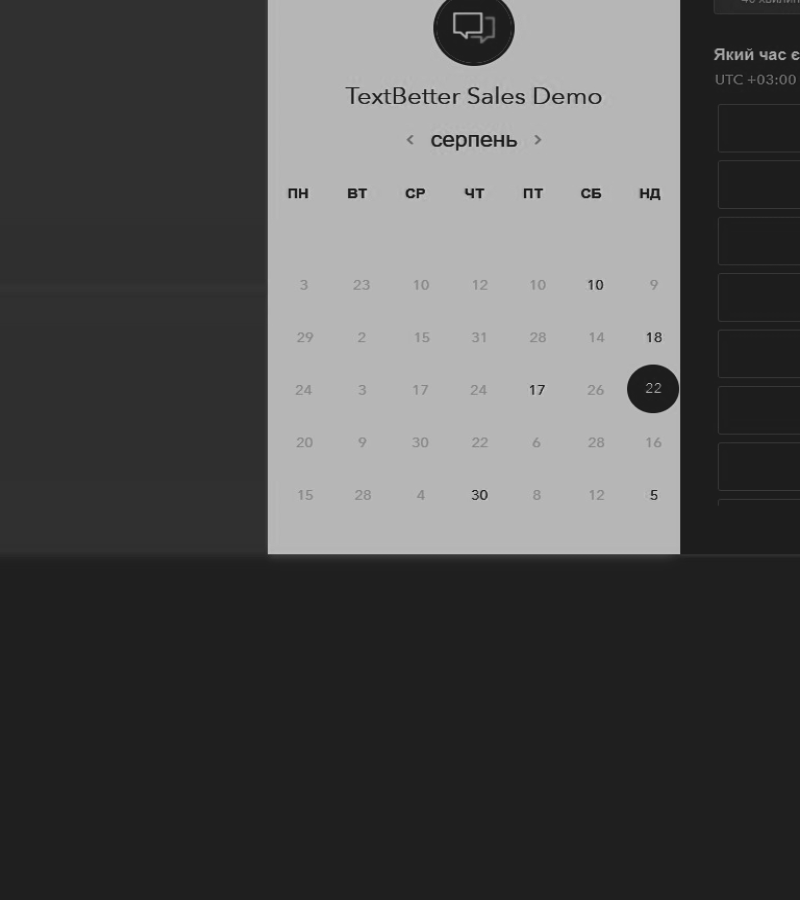 TextBetter Sales Demo
серпень
ПН ВТ СР ЧТ ПТ СБ НД
3 23 10 12 10 10 9
29 2 15 31 28 14 18
24 3 17 24 17 26 22
20 9 30 22 6 28 16
15 28 4 30 8 12 5
Який час є
UTC +03:00